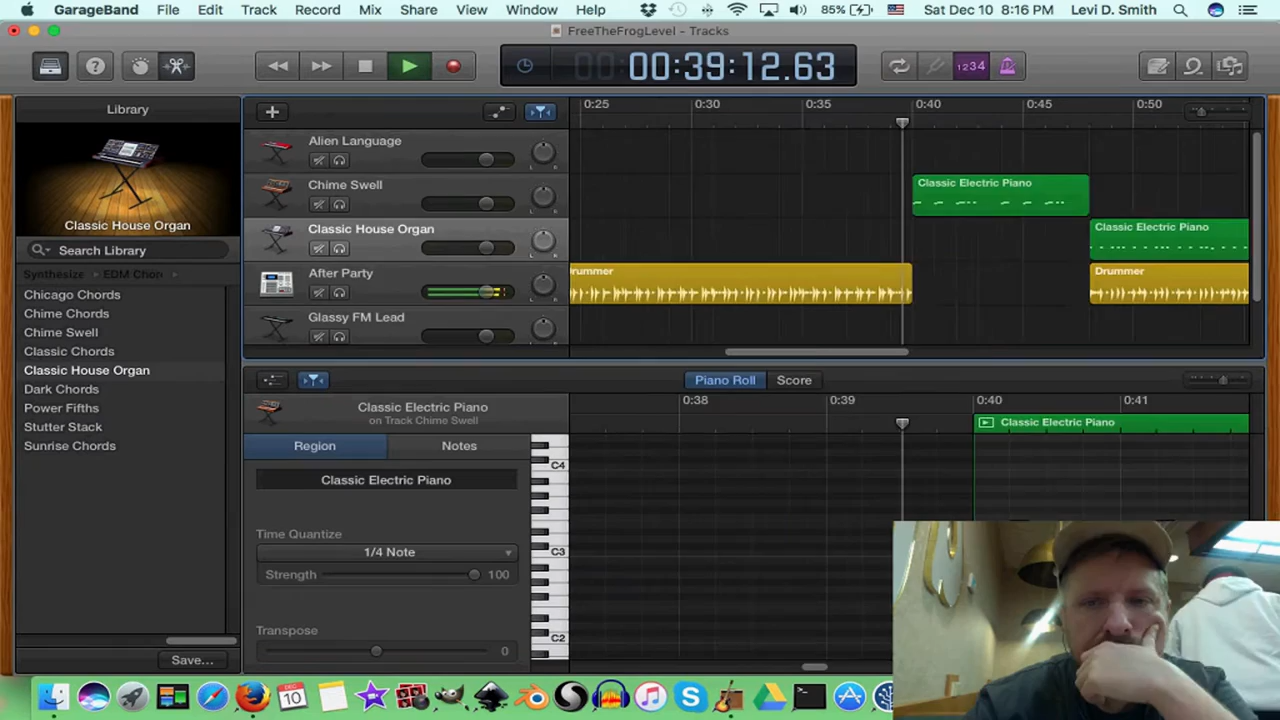 GarageBand File Edit Track Record Mix Share View Window Help 85% Sat Dec 10 8:16 PM Levi D. Smith
FreeTheFrogLevel - Tracks
00:39:12.63
1234
Library
0:25 0:30 0:35 0:40 0:45 0:50
Classic House Organ
Search Library
Synthesize EDM Chor
Chicago Chords
Chime Chords
Chime Swell
Classic Chords
Classic House Organ
Dark Chords
Power Fifths
Stutter Stack
Sunrise Chords
Save...
Alien Language
L R
Chime Swell
L R
Classic Electric Piano
Classic House Organ
L R
Classic Electric Piano
After Party
L R
rummer
Drummer
Glassy FM Lead
L R
Piano Roll Score
Classic Electric Piano
on Track Chime Swell
0:38 0:39 0:40 0:41
Classic Electric Piano
Region Notes
C4
Classic Electric Piano
Time Quantize
1/4 Note
C3
Strength 100
Transpose
C2
0
DEC
10